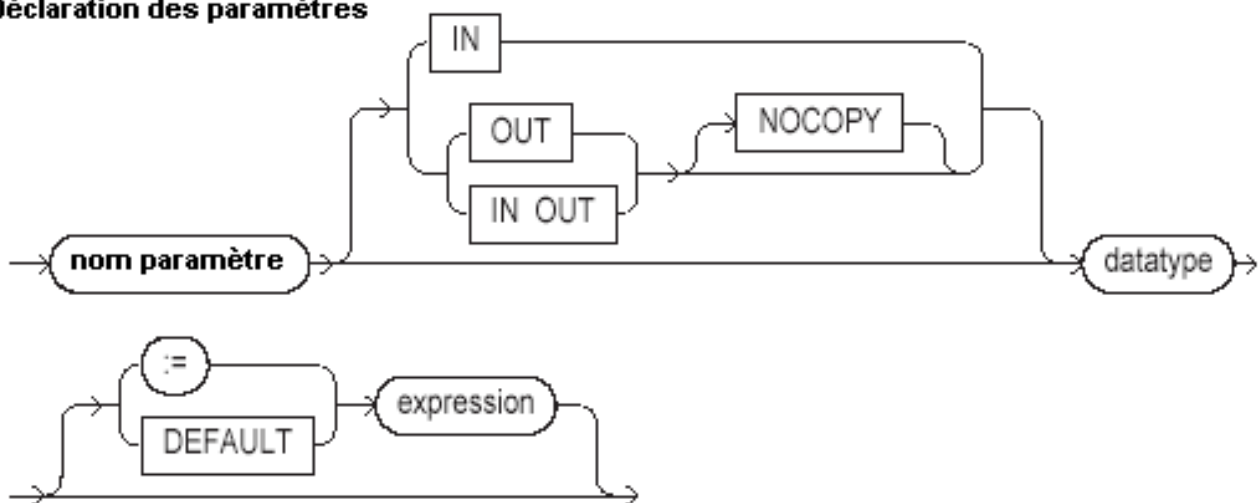 Déclaration des paramètres
IN
OUT
NOCOPY
IN OUT
nom paramètre
datatype
:=
expression
DEFAULT